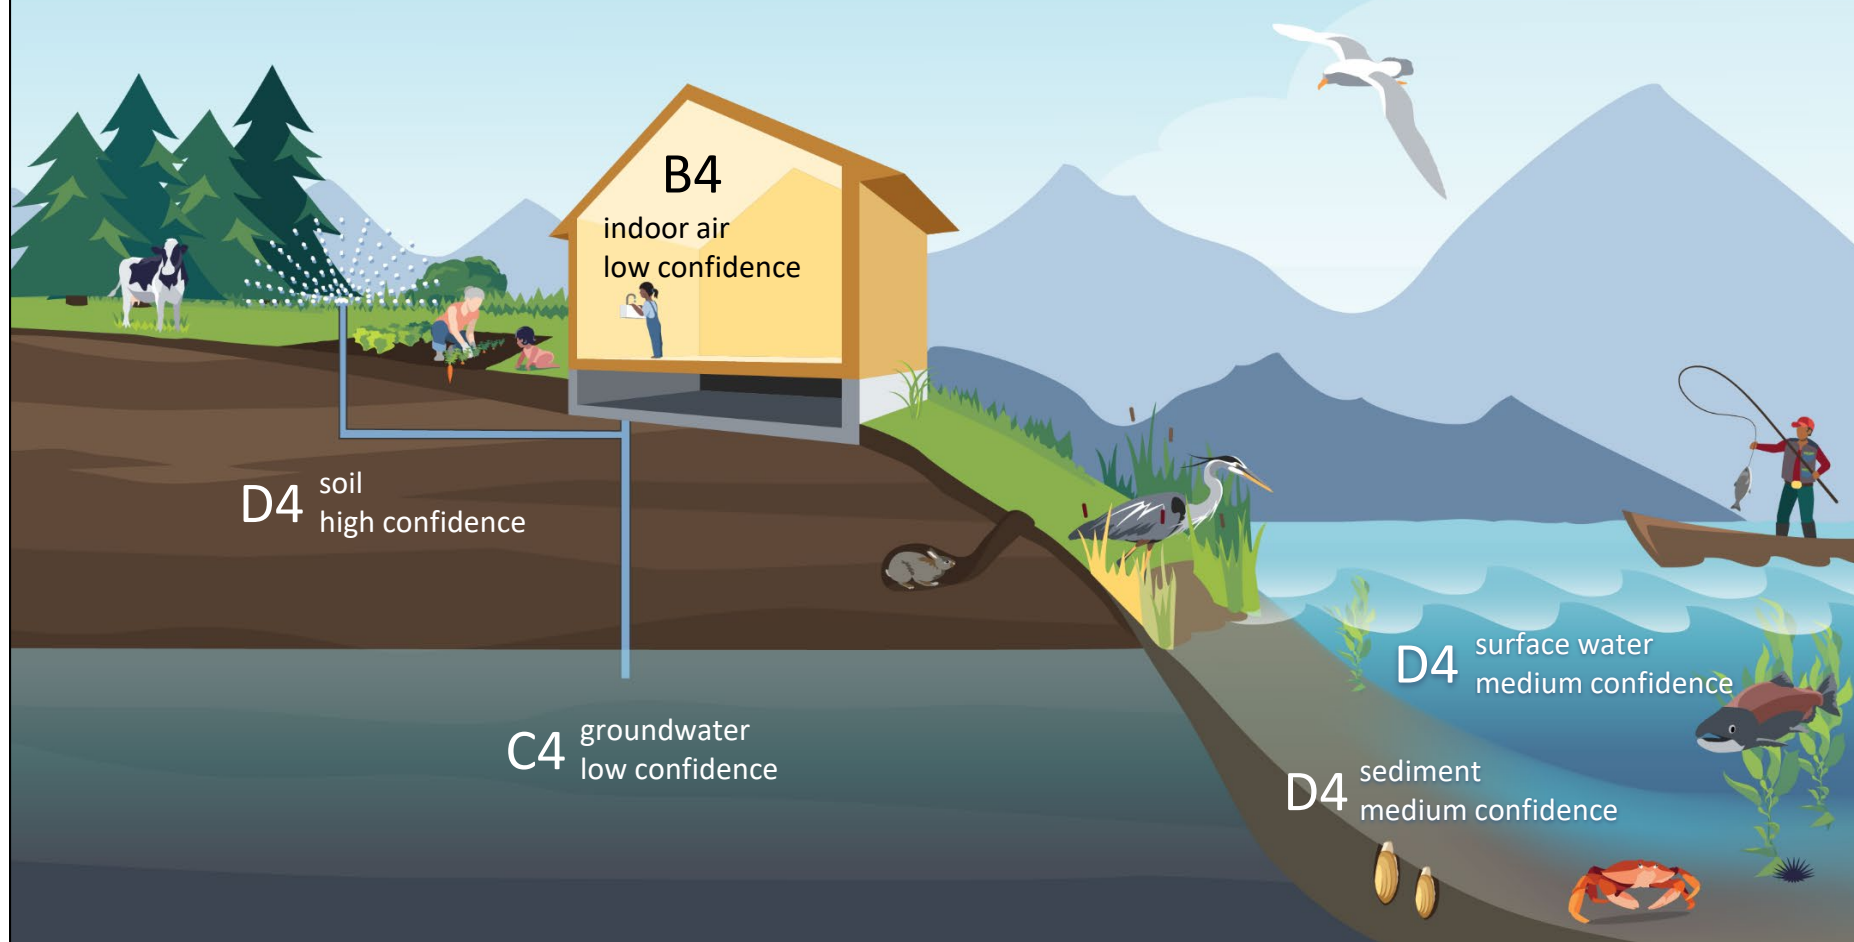 B4
indoor air
low confidence
D4
soil
high confidence
D4
surface water
medium confidence
C4
groundwater
low confidence
D4
sediment
medium confidence